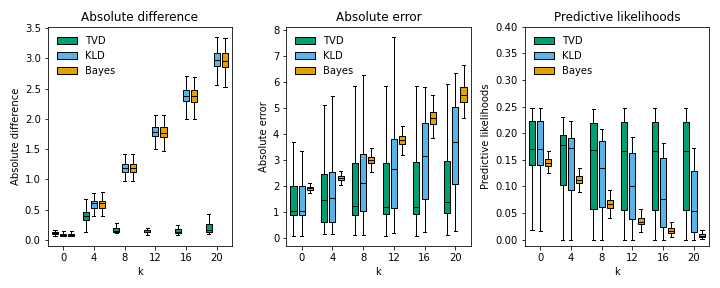 Absolute difference
Absolute difference
3.5
3.0
2.5
2.0
1.5
1.0
0.5
0.0
TVD
KLD
Bayes
0 4 8 12 16 20
k
Absolute error
Absolute error
8
7
6
5
4
3
2
1
0
TVD
KLD
Bayes
0 4 8 12 16 20
k
Predictive likelihoods
Predictive likelihoods
0.40
0.35
0.30
0.25
0.20
0.15
0.10
0.05
0.00
TVD
KLD
Bayes
0 4 8 12 16 20
k